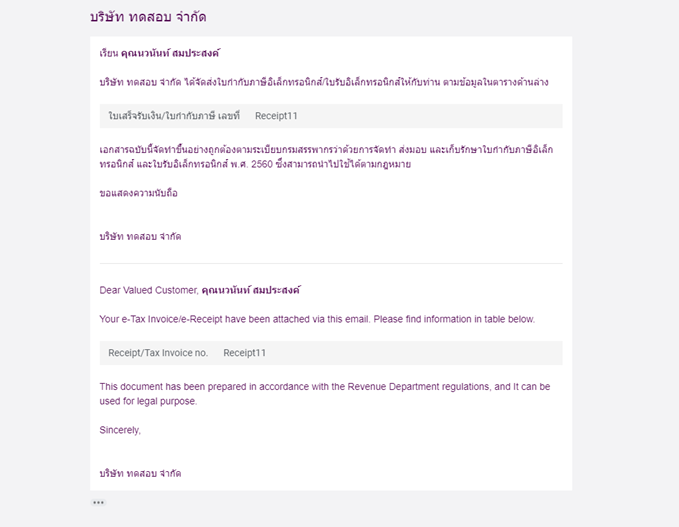 บริษัท ทดสอบ จำกัด
เรียน คุณนวนันท์ สมประสงค์
บริษัท ทดสอบ จำกัด ได้จัดส่งใบกำกับภาษีอิเล็กทรอนิกส์/ใบรับอิเล็กทรอนิกส์ให้กับท่าน ตามข้อมูลในตารางด้านล่าง
ใบเสร็จรับเงิน/ใบกำกับภาษี เลขที่ Receipt11
เอกสารฉบับนี้จัดทำขึ้นอย่างถูกต้องตามระเบียบกรมสรรพากรว่าด้วยการจัดทำ ส่งมอบ และเก็บรักษาใบกำกับภาษีอิเล็ก
ทรอนิกส์ และใบรับอิเล็กทรอนิกส์ พ.ศ. 2560 ซึ่งสามารถนำไปใช้ได้ตามกฎหมาย
ขอแสดงความนับถือ
บริษัท ทดสอบ จำกัด
Dear Valued Customer, คุณนวนันท์ สมประสงค์
Your e-Tax Invoice/e-Receipt have been attached via this email. Please find information in table below.
Receipt/Tax Invoice no. Receipt11
This document has been prepared in accordance with the Revenue Department regulations, and It can be
used for legal purpose.
Sincerely,
บริษัท ทดสอบ จำกัด